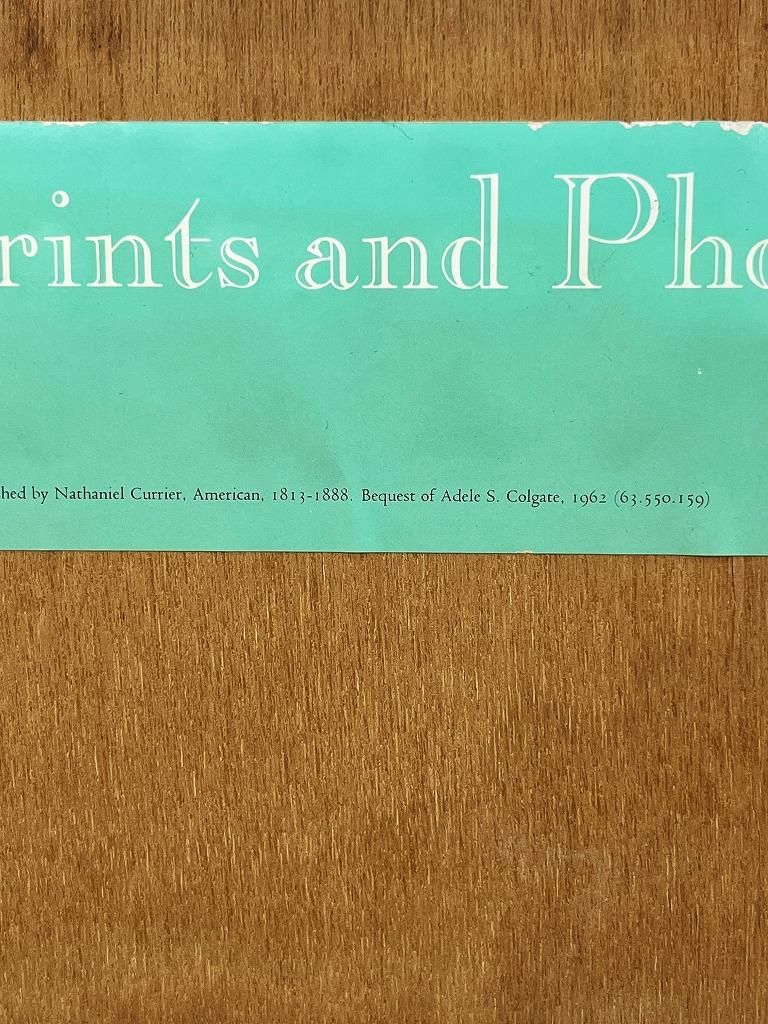 rints and Pho
hed by Nathaniel Currier, American, 1813-1888. Bequest of Adele S. Colgate, 1962 (63.550.159)